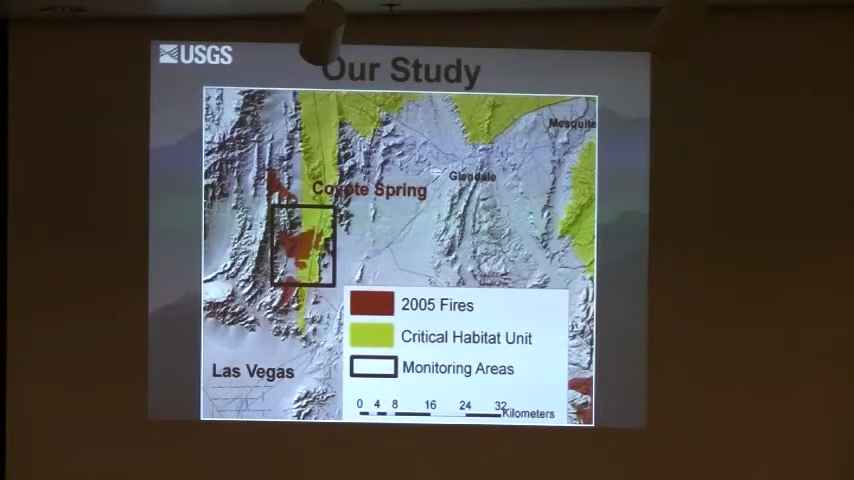 USGS
Our Study
Mesquite
Glendale
Coyote Spring
2005 Fires
Critical Habitat Unit
Monitoring Areas
Las Vegas
0 4 8 16 24 32
Kilometers